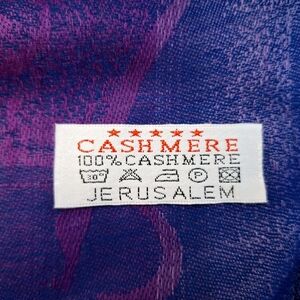 ★★★★★
CASHMERE
100% CASHMERE
30° P
JERUSALEM